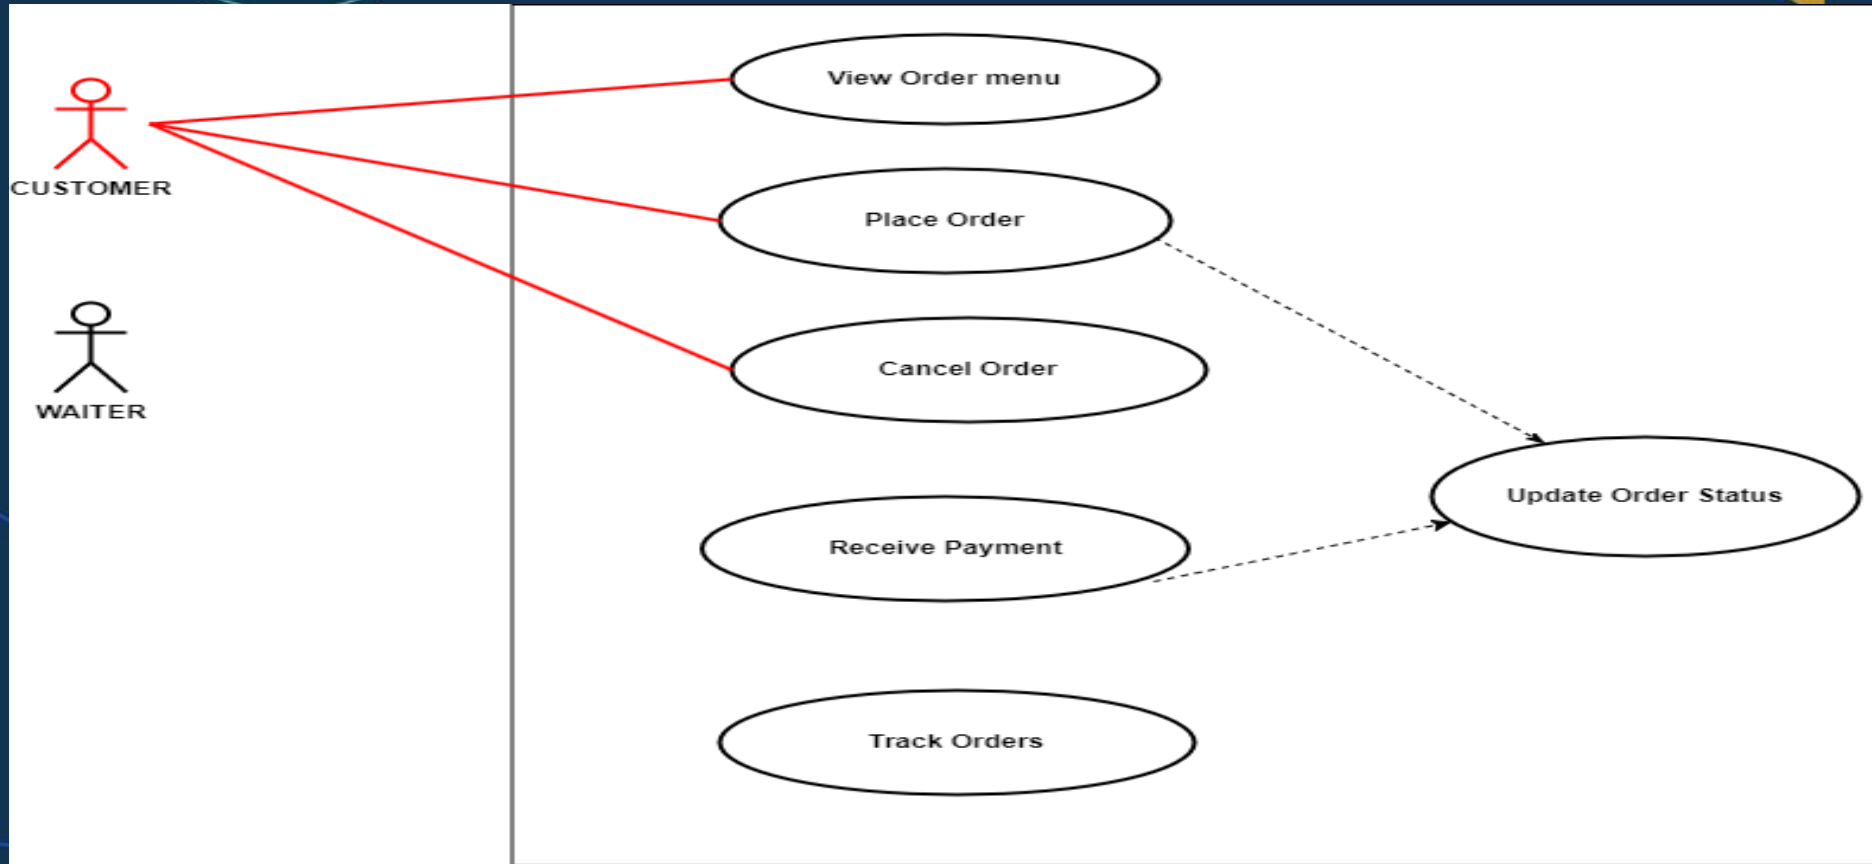 View Order menu
CUSTOMER
Place Order
Cancel Order
WAITER
Update Order Status
Receive Payment
Track Orders